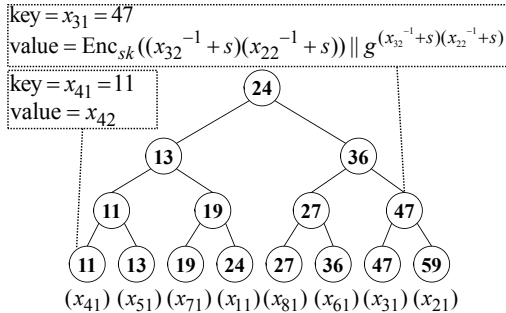 key = x₃₁ = 47
value = Enc_{sk}((x₃₂⁻¹ + s)(x₂₂⁻¹ + s)) || g^{(x₃₂⁻¹+s)(x₂₂⁻¹+s)}
key = x₄₁ = 11
value = x₄₂
24
13 36
11 19 27 47
11 13 19 24 27 36 47 59
(x₄₁) (x₅₁) (x₇₁) (x₁₁) (x₈₁) (x₆₁) (x₃₁) (x₂₁)